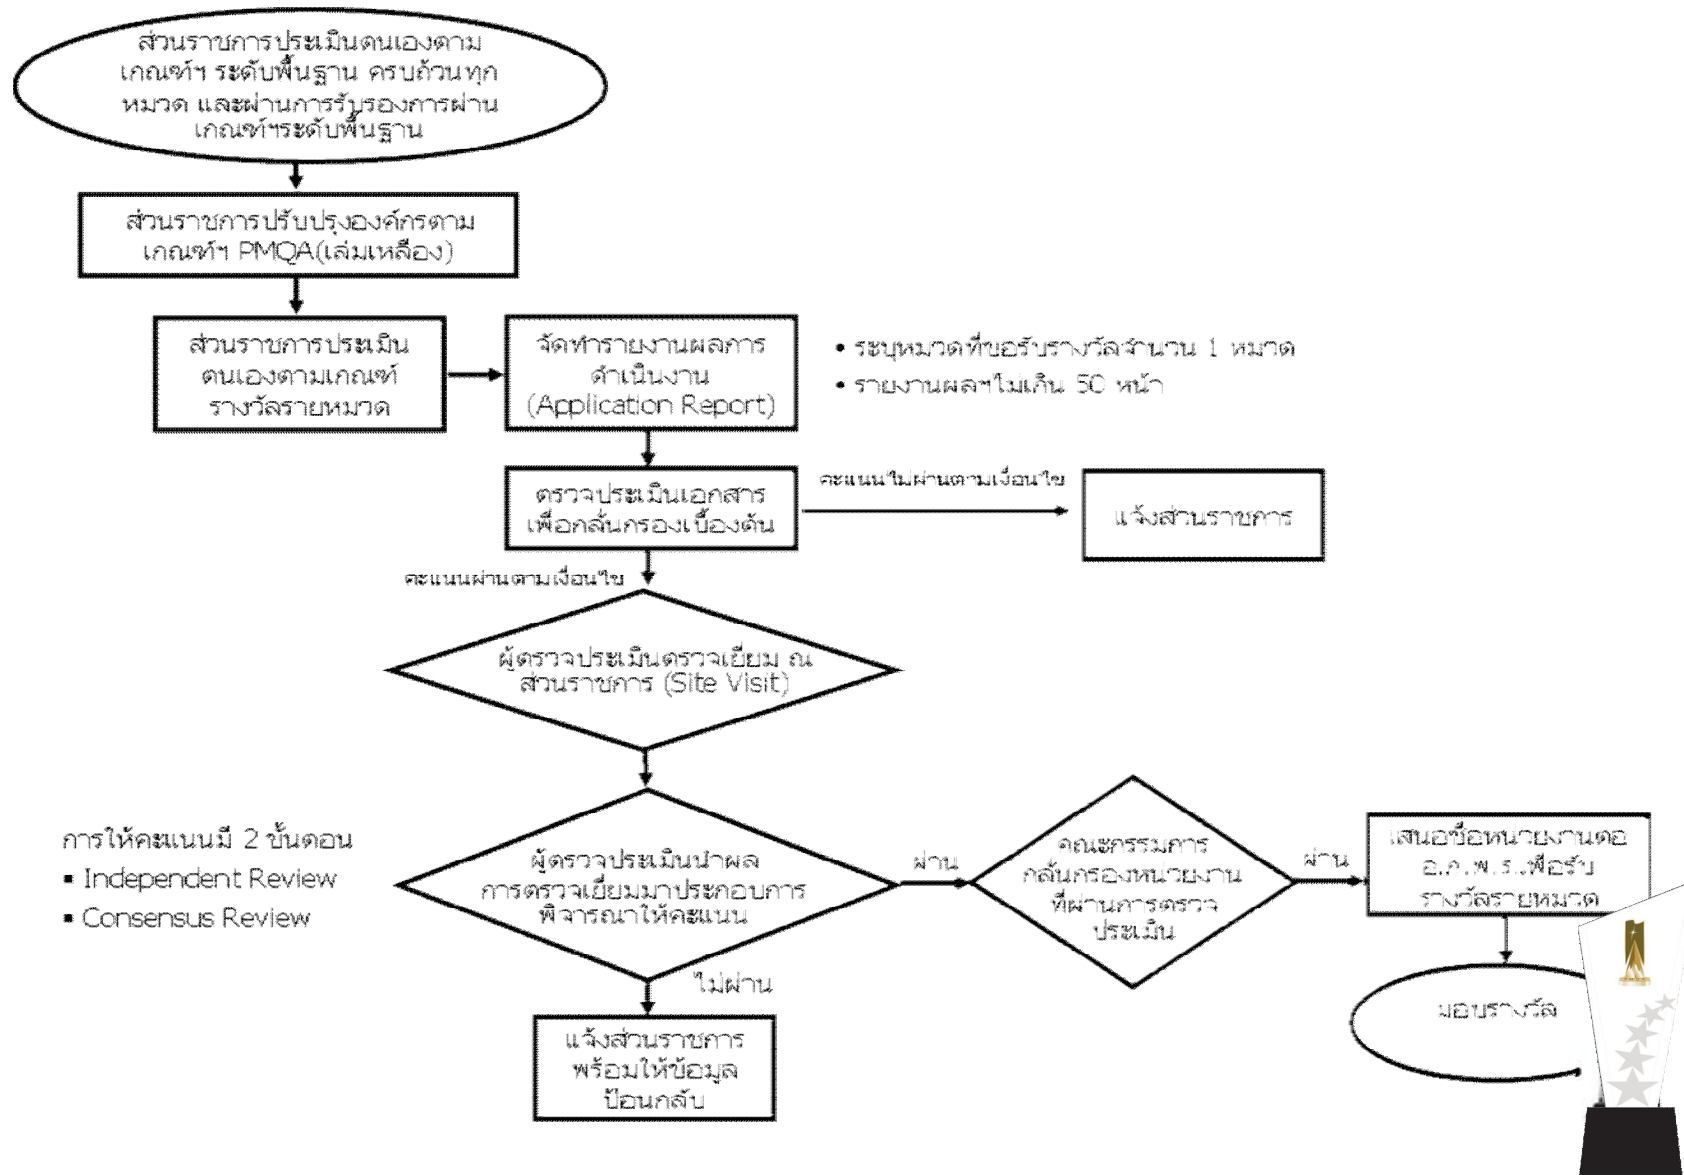 ส่วนราชการประเมินตนเองตาม
เกณฑ์ฯ ระดับพื้นฐาน ครบถ้วนทุก
หมวด และผ่านการรับรองการผ่าน
เกณฑ์ฯระดับพื้นฐาน
ส่วนราชการปรับปรุงองค์กรตาม
เกณฑ์ฯ PMQA(เล่มเหลือง)
ส่วนราชการประเมิน
ตนเองตามเกณฑ์
รางวัลรายหมวด
จัดทำรายงานผลการ
ดำเนินงาน
(Application Report)
• ระบุหมวดที่ขอรับรางวัลจำนวน 1 หมวด
• รายงานผลฯไม่เกิน 50 หน้า
ตรวจประเมินเอกสาร
เพื่อกลั่นกรองเบื้องต้น
คะแนนไม่ผ่านตามเงื่อนไข
แจ้งส่วนราชการ
คะแนนผ่านตามเงื่อนไข
ผู้ตรวจประเมินตรวจเยี่ยม ณ
ส่วนราชการ (Site Visit)
การให้คะแนนมี 2 ขั้นตอน
▪ Independent Review
▪ Consensus Review
ผู้ตรวจประเมินนำผล
การตรวจเยี่ยมมาประกอบการ
พิจารณาให้คะแนน
ผ่าน
คณะกรรมการ
กลั่นกรองหน่วยงาน
ที่ผ่านการตรวจ
ประเมิน
ผ่าน
เสนอชื่อหน่วยงานต่อ
อ.ก.พ.ร.เพื่อรับ
รางวัลรายหมวด
มอบรางวัล
ไม่ผ่าน
แจ้งส่วนราชการ
พร้อมให้ข้อมูล
ป้อนกลับ